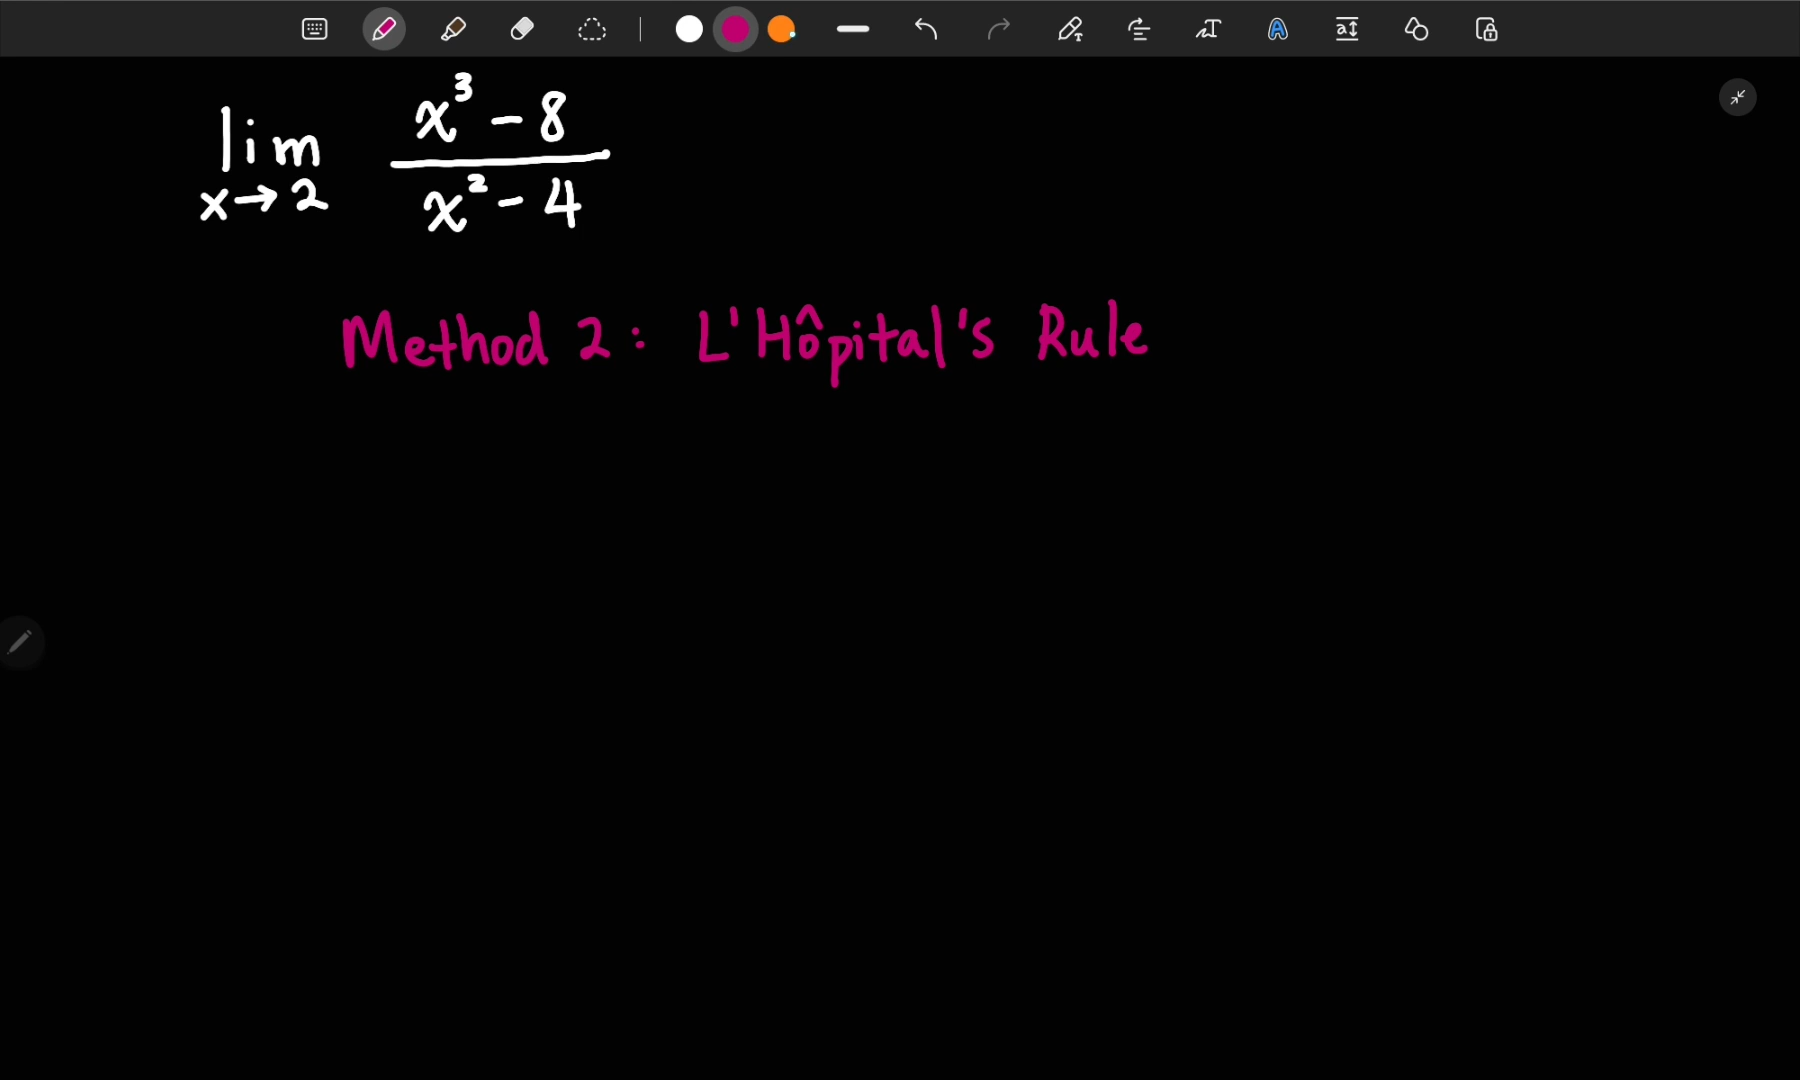 lim x→2 x³ - 8 / x² - 4
Method 2: L'Hôpital's Rule